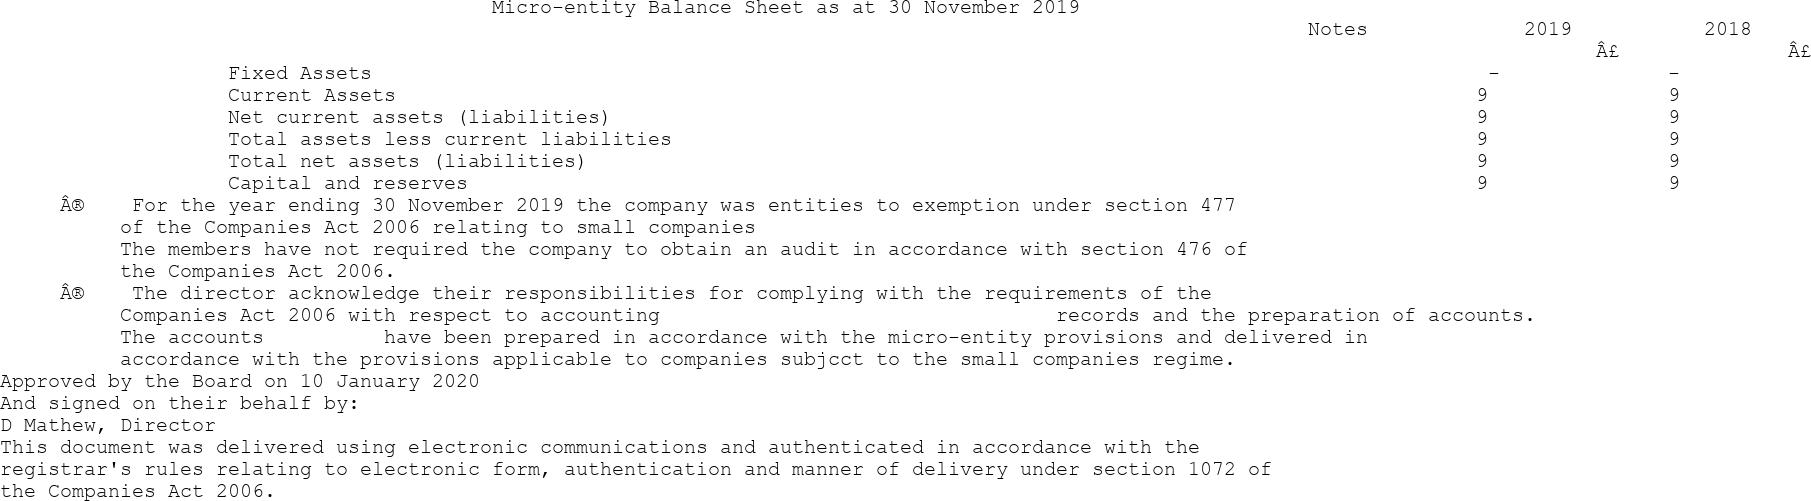 Micro-entity Balance Sheet as at 30 November 2019
Notes 2019 2018
Â£ Â£
Fixed Assets - -
Current Assets 9 9
Net current assets (liabilities) 9 9
Total assets less current liabilities 9 9
Total net assets (liabilities) 9 9
Capital and reserves 9 9
Â® For the year ending 30 November 2019 the company was entities to exemption under section 477
of the Companies Act 2006 relating to small companies
The members have not required the company to obtain an audit in accordance with section 476 of
the Companies Act 2006.
Â® The director acknowledge their responsibilities for complying with the requirements of the
Companies Act 2006 with respect to accounting records and the preparation of accounts.
The accounts have been prepared in accordance with the micro-entity provisions and delivered in
accordance with the provisions applicable to companies subjcct to the small companies regime.
Approved by the Board on 10 January 2020
And signed on their behalf by:
D Mathew, Director
This document was delivered using electronic communications and authenticated in accordance with the
registrar's rules relating to electronic form, authentication and manner of delivery under section 1072 of
the Companies Act 2006.